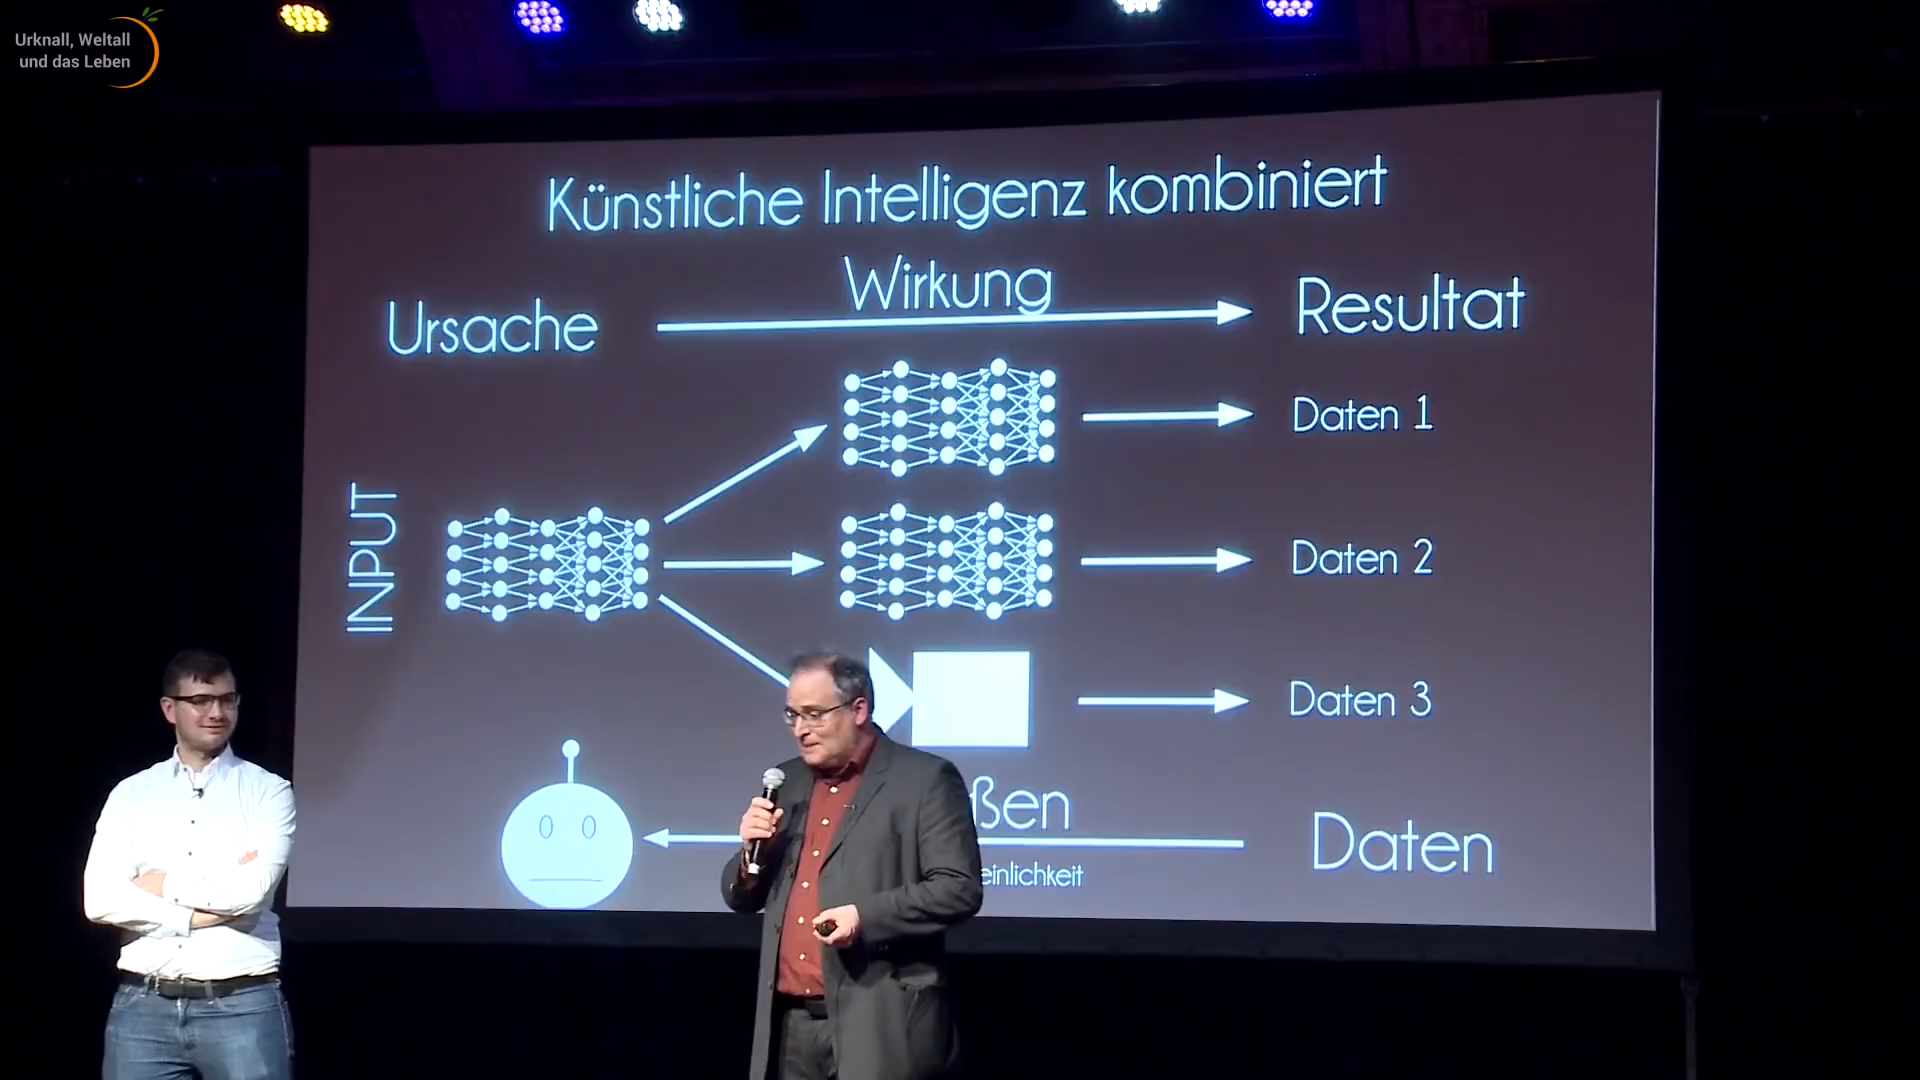 Urknall, Weltall
und das Leben
Künstliche Intelligenz kombiniert
Ursache
Wirkung
Resultat
INPUT
Daten 1
Daten 2
Daten 3
ßen
Daten
einlichkeit